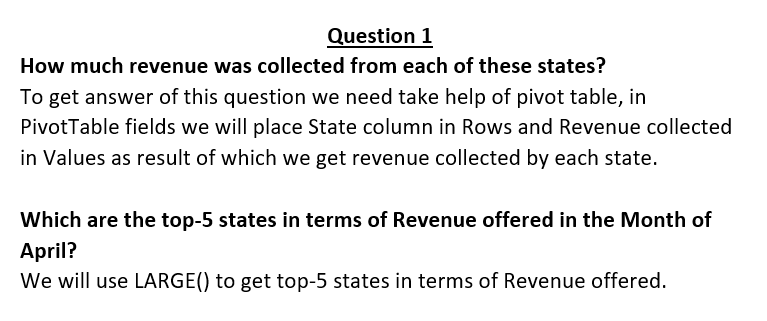 Question 1
How much revenue was collected from each of these states?
To get answer of this question we need take help of pivot table, in
PivotTable fields we will place State column in Rows and Revenue collected
in Values as result of which we get revenue collected by each state.
Which are the top-5 states in terms of Revenue offered in the Month of
April?
We will use LARGE() to get top-5 states in terms of Revenue offered.